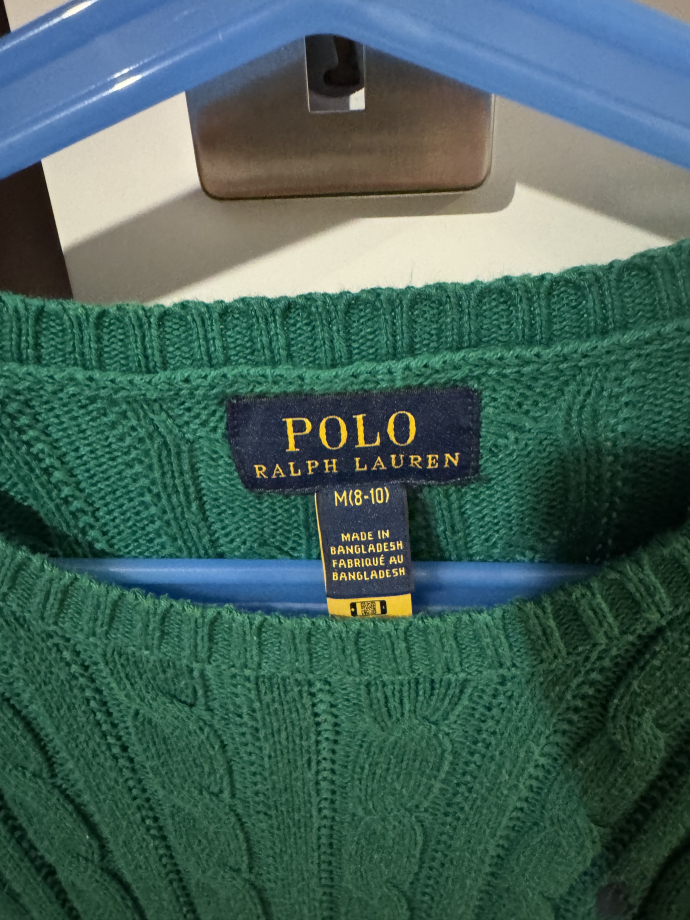 POLO
RALPH LAUREN
M(8-10)
MADE IN
BANGLADESH
FABRIQUÉ AU
BANGLADESH